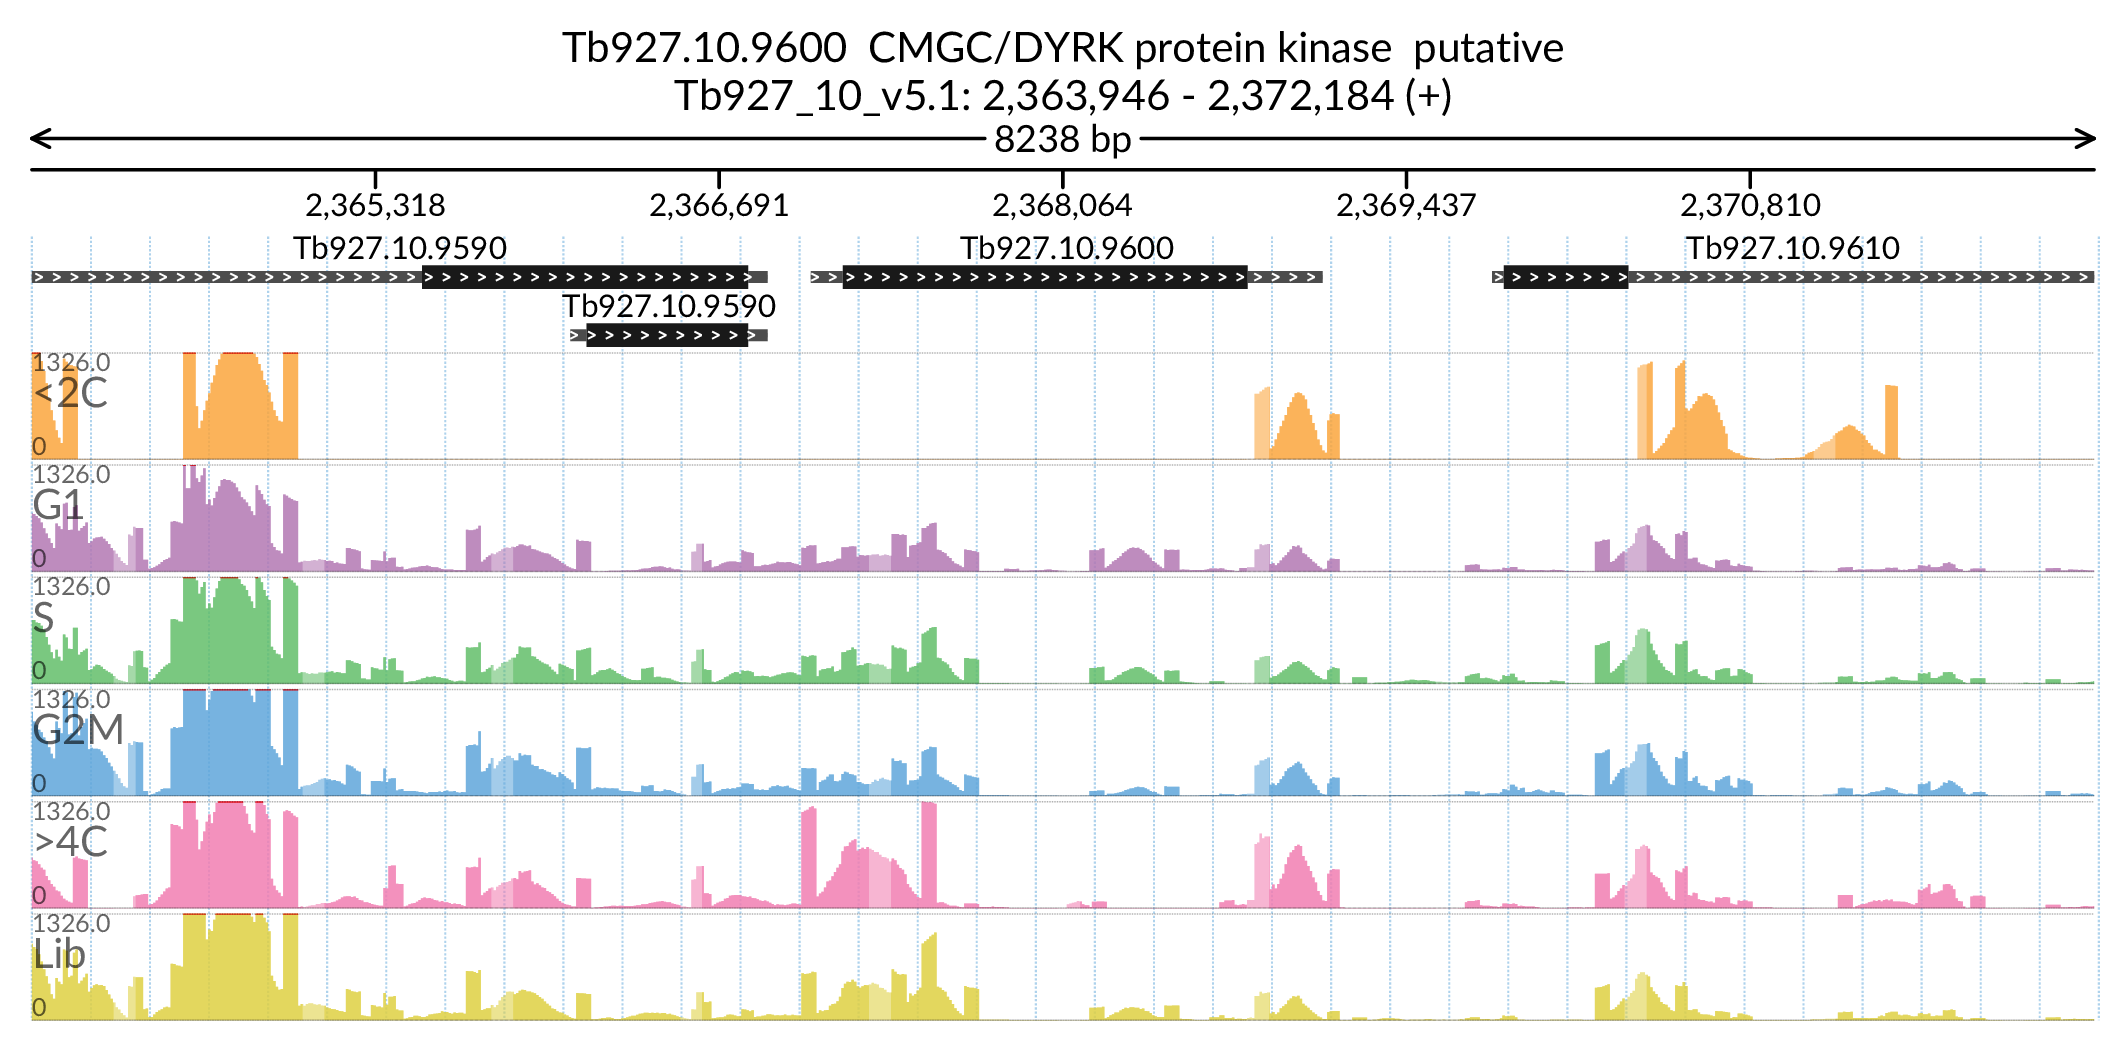 Tb927.10.9600  CMGC/DYRK protein kinase  putative
Tb927_10_v5.1: 2,363,946 - 2,372,184 (+)
8238 bp
2,365,318 2,366,691 2,368,064 2,369,437 2,370,810
Tb927.10.9590 Tb927.10.9600 Tb927.10.9610
Tb927.10.9590
1326.0
<2C
0
1326.0
G1
0
1326.0
S
0
1326.0
G2M
0
1326.0
>4C
0
1326.0
Lib
0